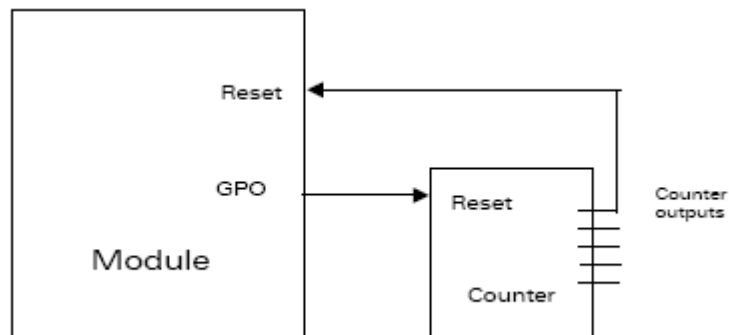 Reset
GPO
Module
Reset
Counter
Counter
outputs